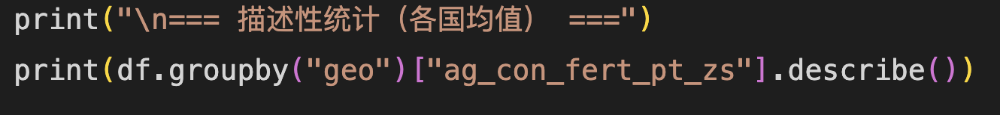 print("\n=== 描述性统计（各国均值） ===")
print(df.groupby("geo")["ag_con_fert_pt_zs"].describe())